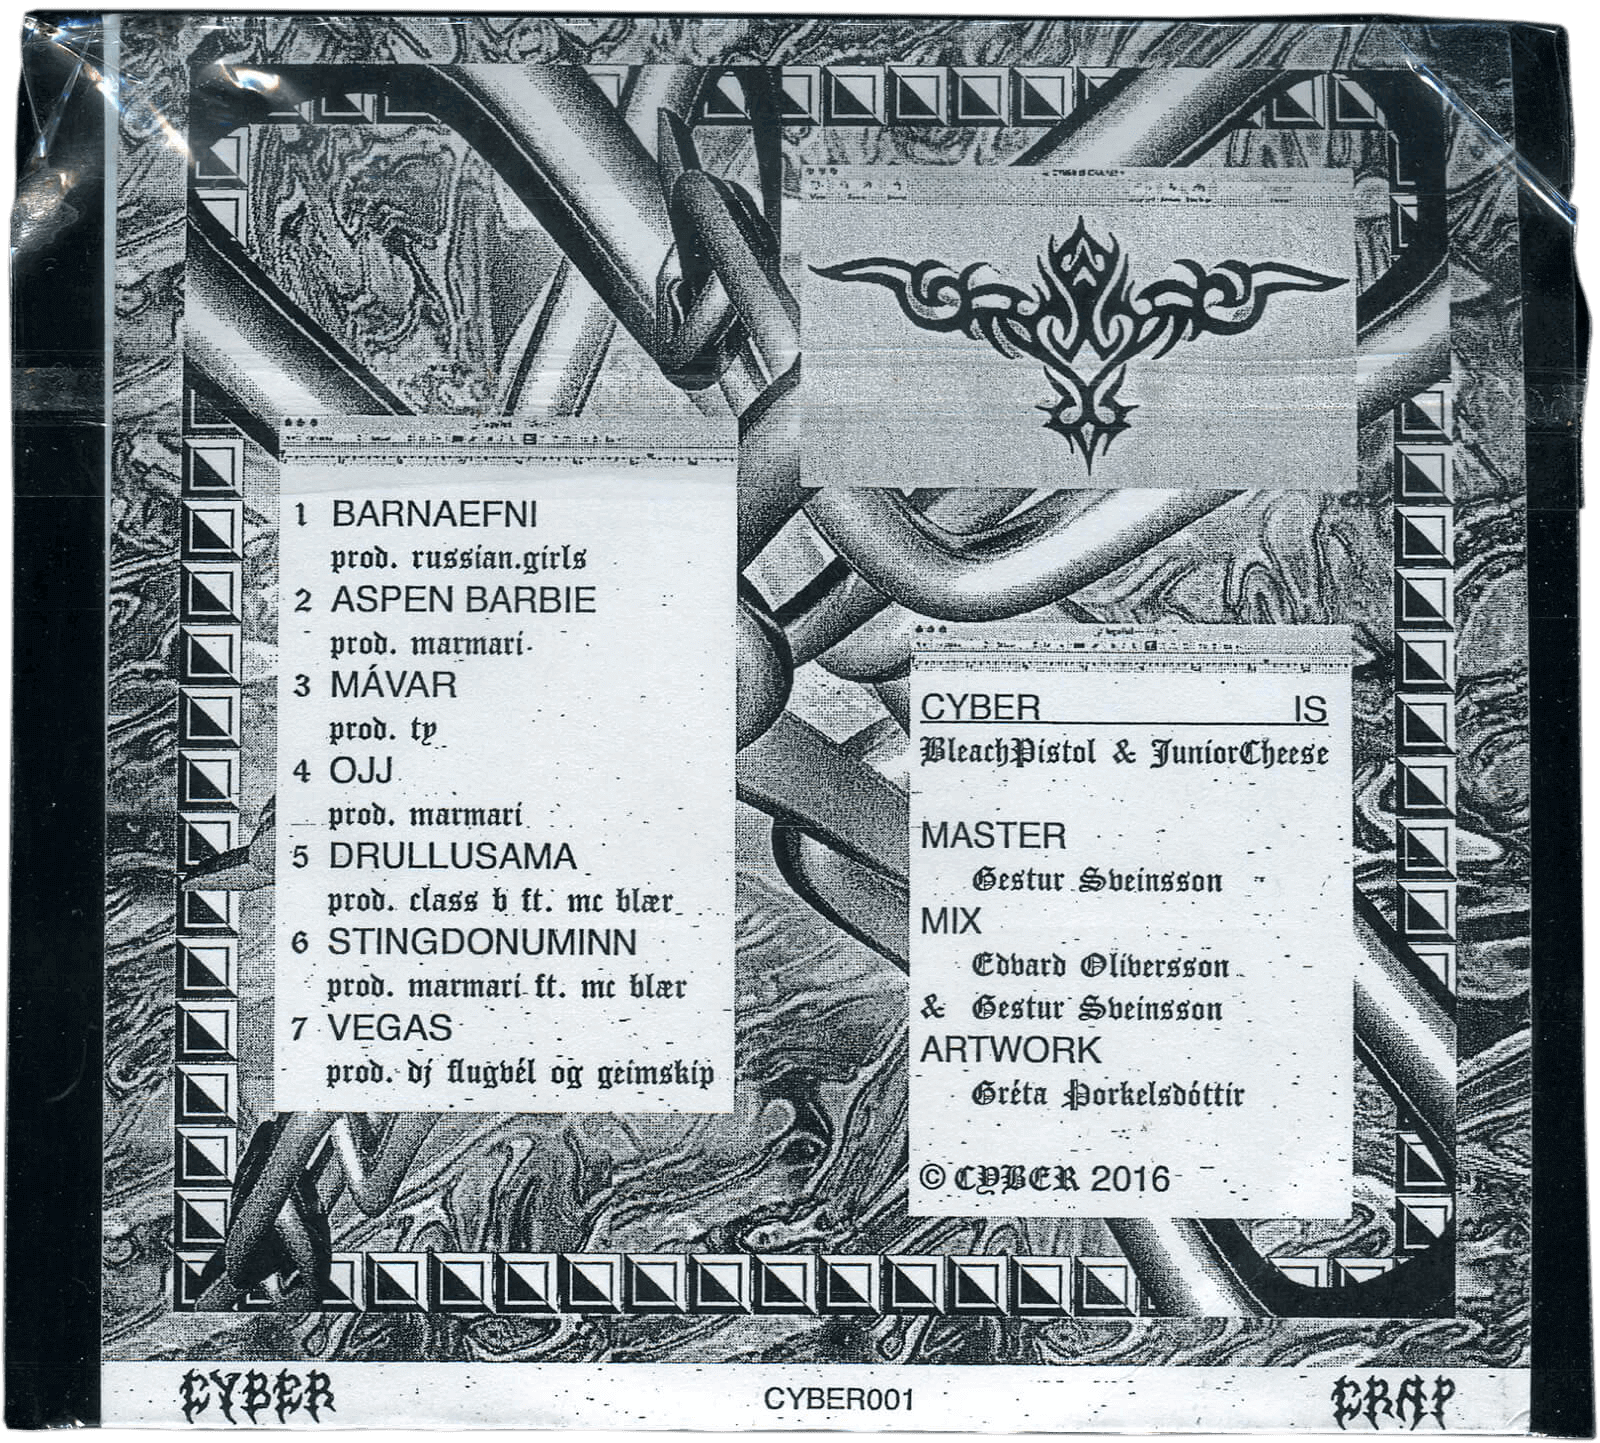 1 BARNAEFNI
prod. russian.girls
2 ASPEN BARBIE
prod. marmari
3 MÁVAR
prod. ty
4 OJJ
prod. marmari
5 DRULLUSAMA
prod. class b ft. mc blær
6 STINGDONUMINN
prod. marmari ft. mc blær
7 VEGAS
prod. dj flugvél og geimskip
CYBER IS
BleachPistol & JuniorCheese
MASTER
Gestur Sveinsson
MIX
Edvard Oliversson
& Gestur Sveinsson
ARTWORK
Gréta Þorkelsdóttir
© CYBER 2016
CYBER CYBER001 CRAP